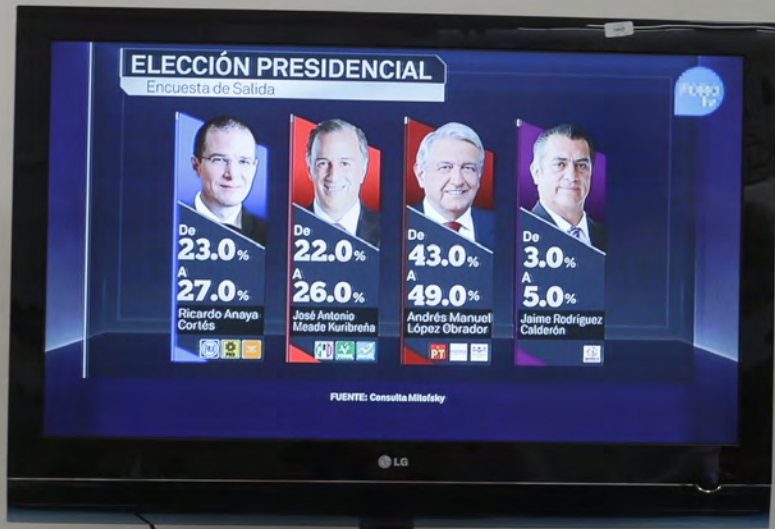 ELECCIÓN PRESIDENCIAL
Encuesta de Salida
De
23.0%
A
27.0%
Ricardo Anaya
Cortés
De
22.0%
A
26.0%
José Antonio
Meade Kuribreña
De
43.0%
A
49.0%
Andrés Manuel
López Obrador
PT
De
3.0%
A
5.0%
Jaime Rodríguez
Calderón
FUENTE: Consulta Mitofsky
LG